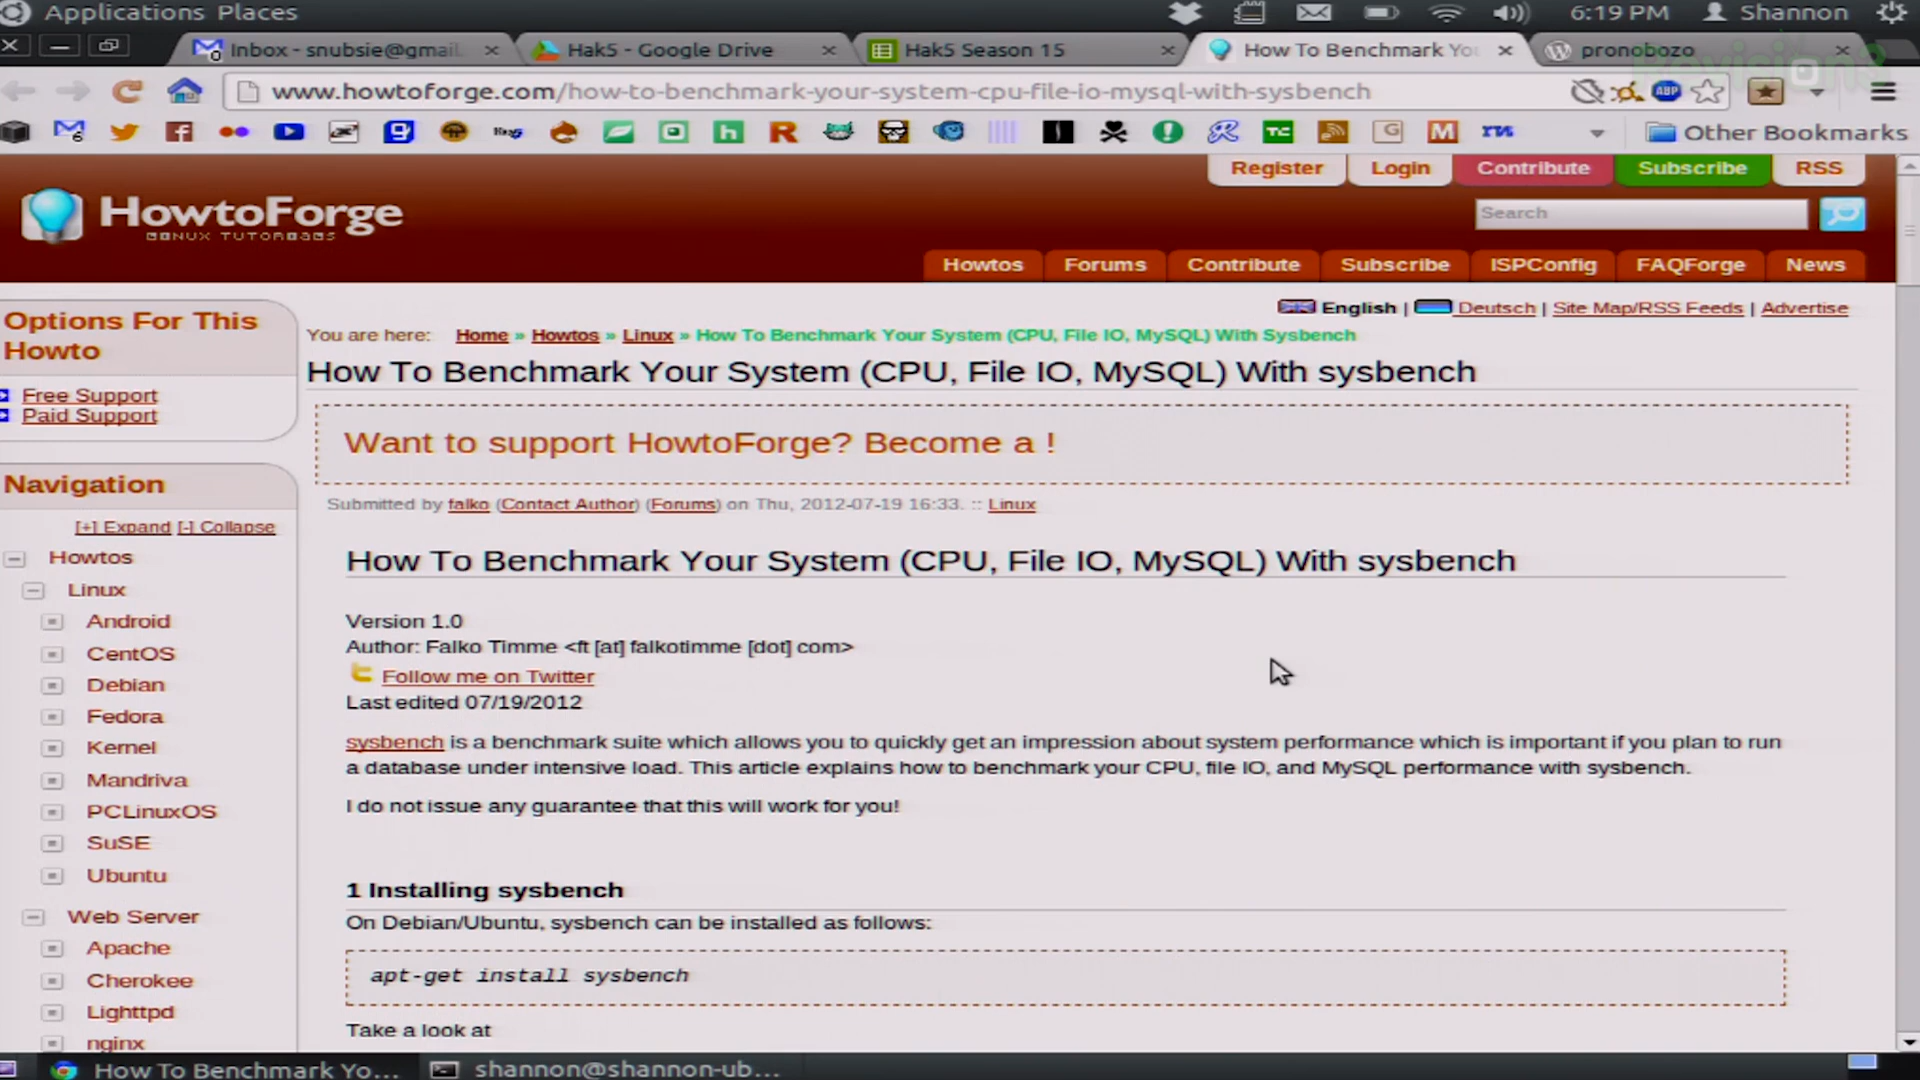 Applications Places
6:19 PM Shannon
Inbox - snubsie@gmail.
Hak5 - Google Drive
Hak5 Season 15
How To Benchmark You
pronobozo
Revision3
www.howtoforge.com/how-to-benchmark-your-system-cpu-file-io-mysql-with-sysbench
ABP
Other Bookmarks
Register
Login
Contribute
Subscribe
RSS
HowtoForge
LINUX TUTORIALS
Search
Howtos
Forums
Contribute
Subscribe
ISPConfig
FAQForge
News
English | Deutsch | Site Map/RSS Feeds | Advertise
Options For This
Howto
Free Support
Paid Support
You are here: Home » Howtos » Linux » How To Benchmark Your System (CPU, File IO, MySQL) With Sysbench
How To Benchmark Your System (CPU, File IO, MySQL) With sysbench
Want to support HowtoForge? Become a !
Submitted by falko (Contact Author) (Forums) on Thu, 2012-07-19 16:33. :: Linux
Navigation
[+] Expand [-] Collapse
Howtos
Linux
Android
CentOS
Debian
Fedora
Kernel
Mandriva
PCLinuxOS
SuSE
Ubuntu
Web Server
Apache
Cherokee
Lighttpd
nginx
How To Benchmark Your System (CPU, File IO, MySQL) With sysbench
Version 1.0
Author: Falko Timme <ft [at] falkotimme [dot] com>
Follow me on Twitter
Last edited 07/19/2012
sysbench is a benchmark suite which allows you to quickly get an impression about system performance which is important if you plan to run
a database under intensive load. This article explains how to benchmark your CPU, file IO, and MySQL performance with sysbench.
I do not issue any guarantee that this will work for you!
1 Installing sysbench
On Debian/Ubuntu, sysbench can be installed as follows:
apt-get install sysbench
Take a look at
How To Benchmark Yo...
shannon@shannon-ub...